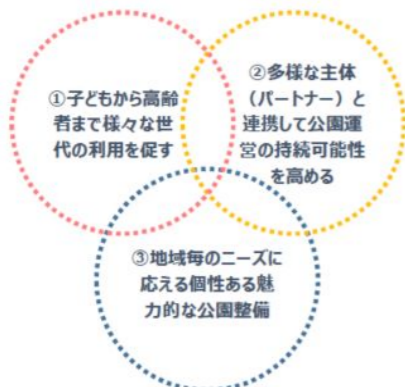 ①子どもから高齢
者まで様々な世
代の利用を促す
②多様な主体
（パートナー）と
連携して公園運
営の持続可能性
を高める
③地域毎のニーズに
応える個性ある魅
力的な公園整備